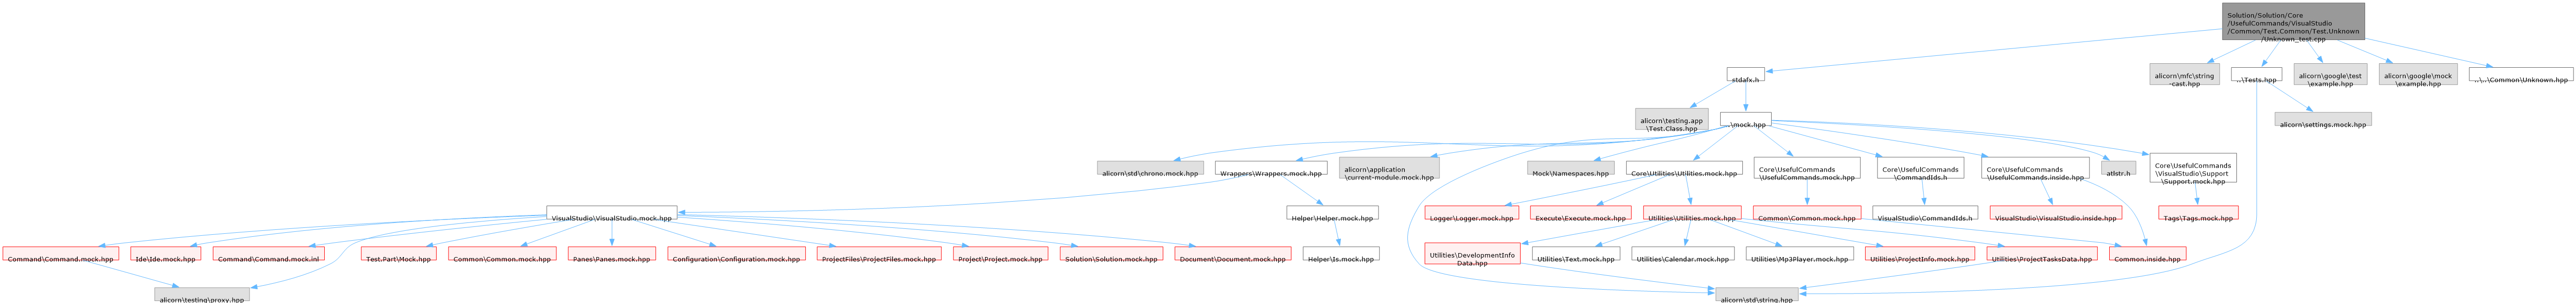 Solution/Solution/Core
/UsefulCommands/VisualStudio
/Common/Test.Common/Test.Unknown
/Unknown_test.cpp
stdafx.h
alicorn\mfc\string
-cast.hpp
..\Tests.hpp
alicorn\google\test
\example.hpp
alicorn\google\mock
\example.hpp
..\..\Common\Unknown.hpp
alicorn\testing.app
\Test.Class.hpp
..\mock.hpp
alicorn\settings.mock.hpp
alicorn\std\chrono.mock.hpp
Wrappers\Wrappers.mock.hpp
alicorn\application
\current-module.mock.hpp
Mock\Namespaces.hpp
Core\Utilities\Utilities.mock.hpp
Core\UsefulCommands
\UsefulCommands.mock.hpp
Core\UsefulCommands
\CommandIds.h
Core\UsefulCommands
\UsefulCommands.inside.hpp
atlstr.h
Core\UsefulCommands
\VisualStudio\Support
\Support.mock.hpp
VisualStudio\VisualStudio.mock.hpp
Helper\Helper.mock.hpp
Logger\Logger.mock.hpp
Execute\Execute.mock.hpp
Utilities\Utilities.mock.hpp
Common\Common.mock.hpp
VisualStudio\CommandIds.h
VisualStudio\VisualStudio.inside.hpp
Tags\Tags.mock.hpp
Command\Command.mock.hpp
Ide\Ide.mock.hpp
Command\Command.mock.inl
Test.Part\Mock.hpp
Common\Common.mock.hpp
Panes\Panes.mock.hpp
Configuration\Configuration.mock.hpp
ProjectFiles\ProjectFiles.mock.hpp
Project\Project.mock.hpp
Solution\Solution.mock.hpp
Document\Document.mock.hpp
Helper\Is.mock.hpp
Utilities\DevelopmentInfo
Data.hpp
Utilities\Text.mock.hpp
Utilities\Calendar.mock.hpp
Utilities\Mp3Player.mock.hpp
Utilities\ProjectInfo.mock.hpp
Utilities\ProjectTasksData.hpp
Common.inside.hpp
alicorn\testing\proxy.hpp
alicorn\std\string.hpp